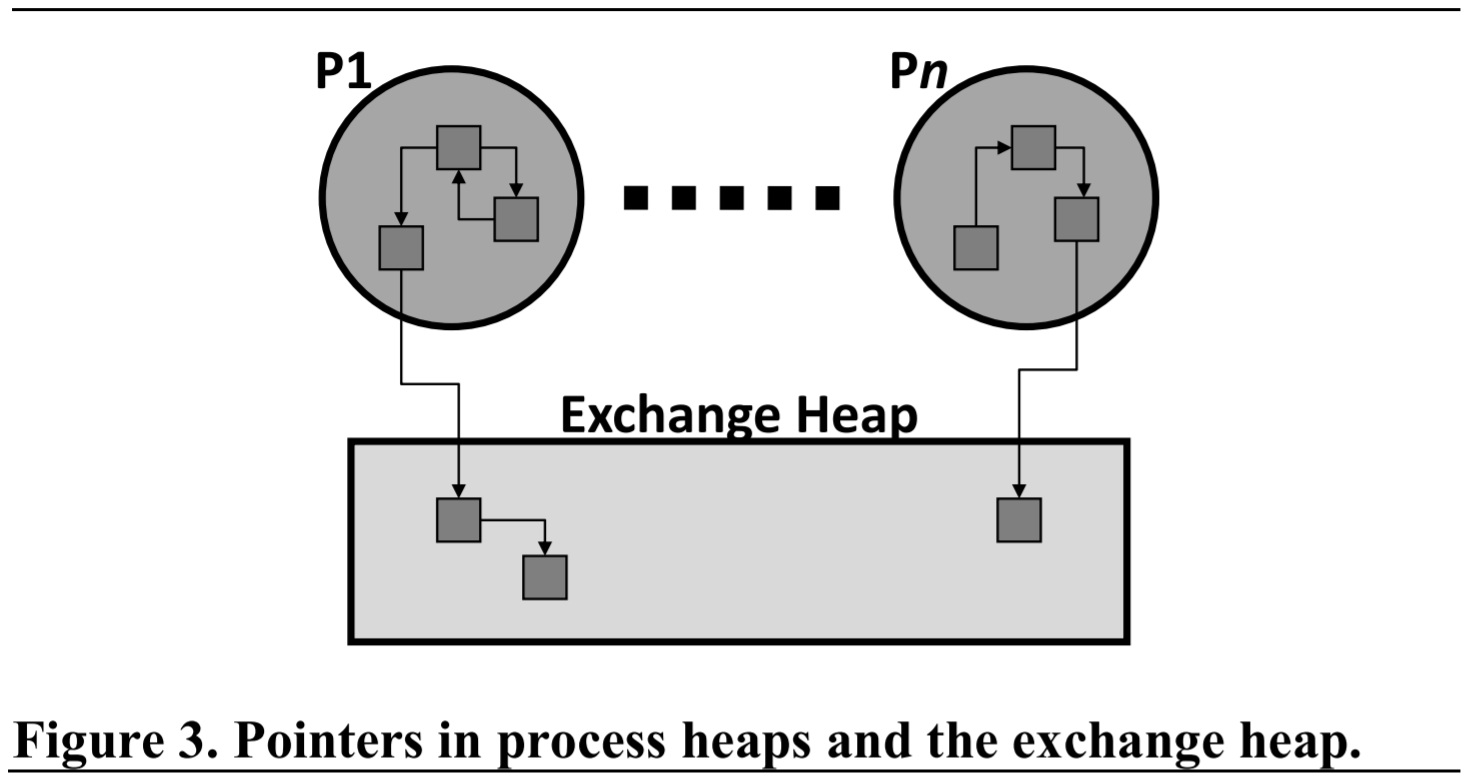 P1
Pn
Exchange Heap
Figure 3. Pointers in process heaps and the exchange heap.